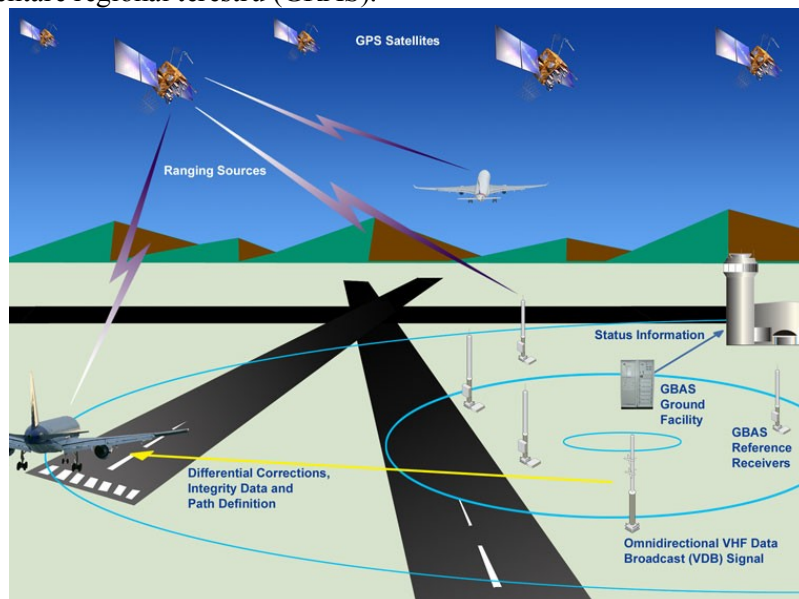 GPS Satellites
Ranging Sources
Status Information
GBAS
Ground
Facility
GBAS
Reference
Receivers
Differential Corrections,
Integrity Data and
Path Definition
Omnidirectional VHF Data
Broadcast (VDB) Signal